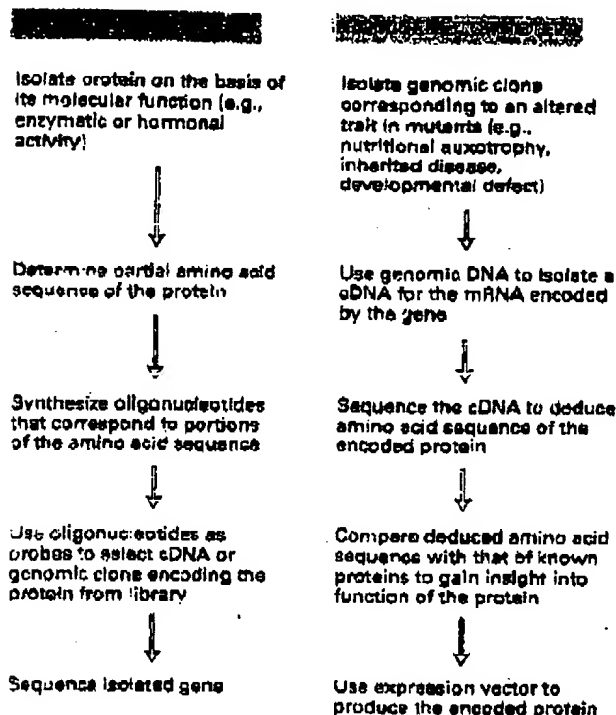 Isolate protein on the basis of
its molecular function (e.g.,
enzymatic or hormonal
activity)
Determine partial amino acid
sequence of the protein
Synthesize oligonucleotides
that correspond to portions
of the amino acid sequence
Use oligonucleotides as
probes to select cDNA or
genomic clone encoding the
protein from library
Sequence isolated gene
Isolate genomic clone
corresponding to an altered
trait in mutants (e.g.,
nutritional auxotrophy,
inherited disease,
developmental defect)
Use genomic DNA to isolate a
cDNA for the mRNA encoded
by the gene
Sequence the cDNA to deduce
amino acid sequence of the
encoded protein
Compare deduced amino acid
sequence with that of known
proteins to gain insight into
function of the protein
Use expression vector to
produce the encoded protein